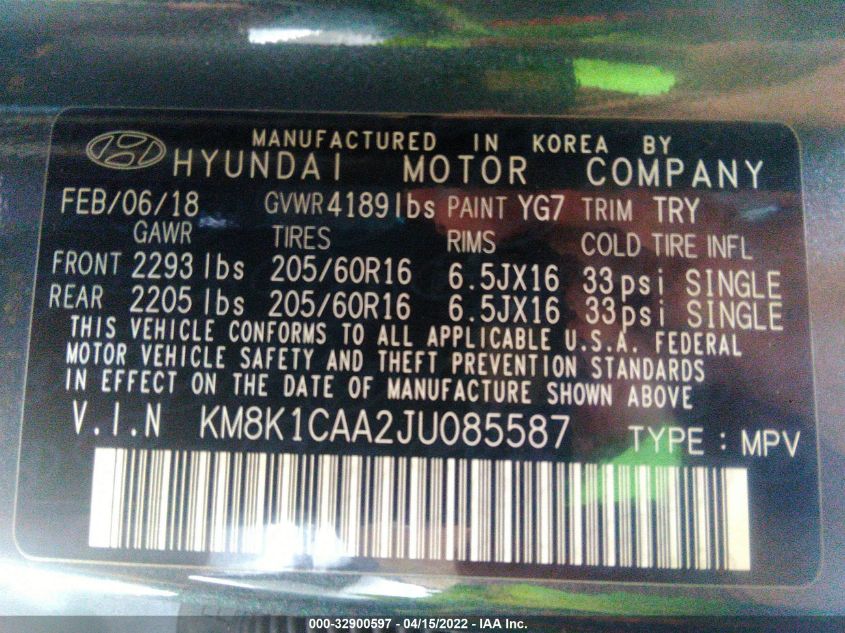 MANUFACTURED IN KOREA BY
HYUNDAI MOTOR COMPANY
FEB/06/18 GVWR 4189lbs PAINT YG7 TRIM TRY
GAWR TIRES RIMS COLD TIRE INFL
FRONT 2293lbs 205/60R16 6.5JX16 33psi SINGLE
REAR 2205lbs 205/60R16 6.5JX16 33psi SINGLE
THIS VEHICLE CONFORMS TO ALL APPLICABLE U.S.A. FEDERAL
MOTOR VEHICLE SAFETY AND THEFT PREVENTION STANDARDS
IN EFFECT ON THE DATE OF MANUFACTURE SHOWN ABOVE
V.I.N KM8K1CAA2JU085587 TYPE : MPV
000-32900597 - 04/15/2022 - IAA Inc.